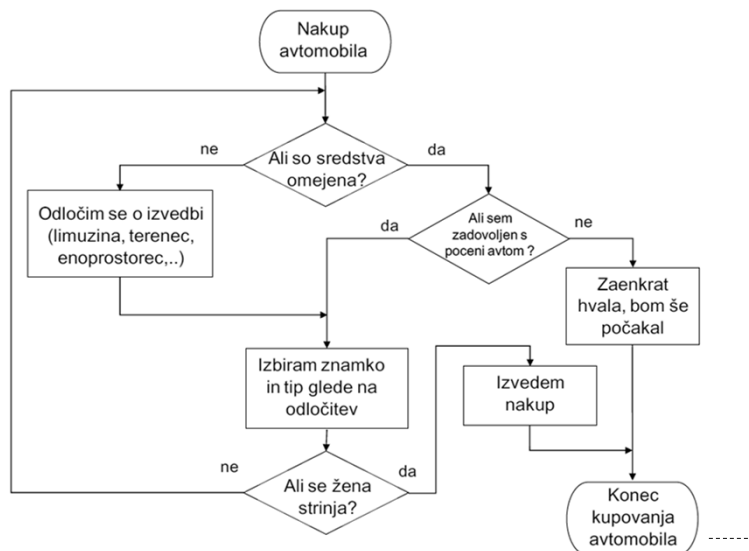 Nakup
avtomobila
ne
Ali so sredstva
omejena?
da
Odločim se o izvedbi
(limuzina, terenec,
enoprostorec,..)
da
Ali sem
zadovoljen s
poceni avtom ?
ne
Zaenkrat
hvala, bom še
počakal
Izbiram znamko
in tip glede na
odločitev
Izvedem
nakup
ne
Ali se žena
strinja?
da
Konec
kupovanja
avtomobila